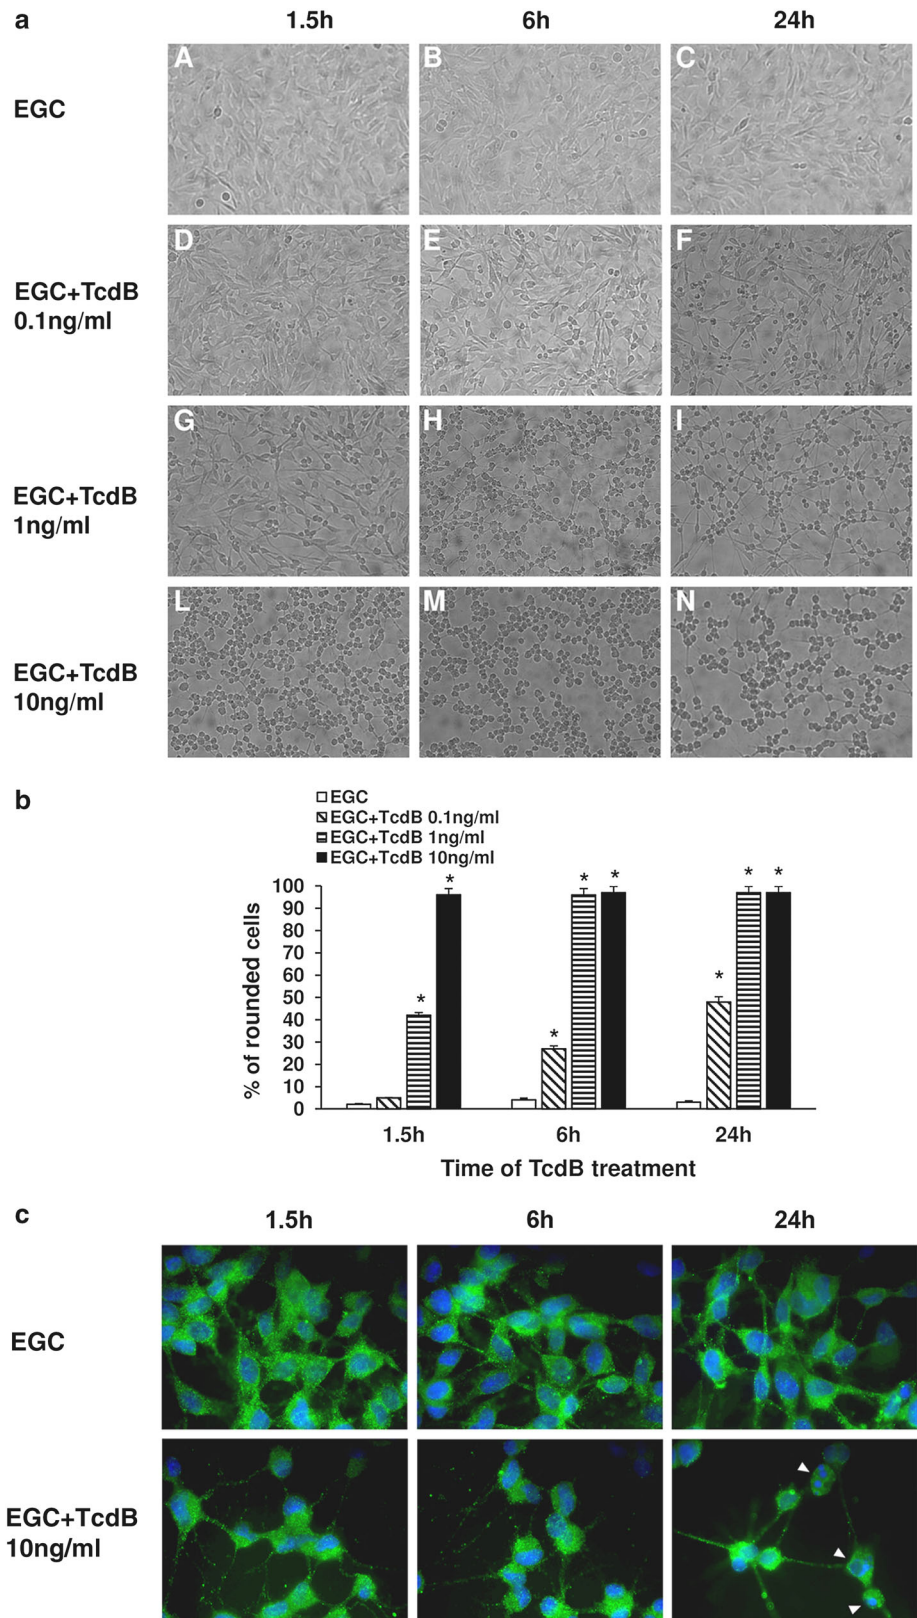 a
1.5h 6h 24h
A B C
EGC
D E F
EGC+TcdB
0.1ng/ml
G H I
EGC+TcdB
1ng/ml
L M N
EGC+TcdB
10ng/ml
b
EGC
EGC+TcdB 0.1ng/ml
EGC+TcdB 1ng/ml
EGC+TcdB 10ng/ml
% of rounded cells
100
90
80
70
60
50
40
30
20
10
0
* * * * * * * *
1.5h 6h 24h
Time of TcdB treatment
c
1.5h 6h 24h
EGC
EGC+TcdB
10ng/ml